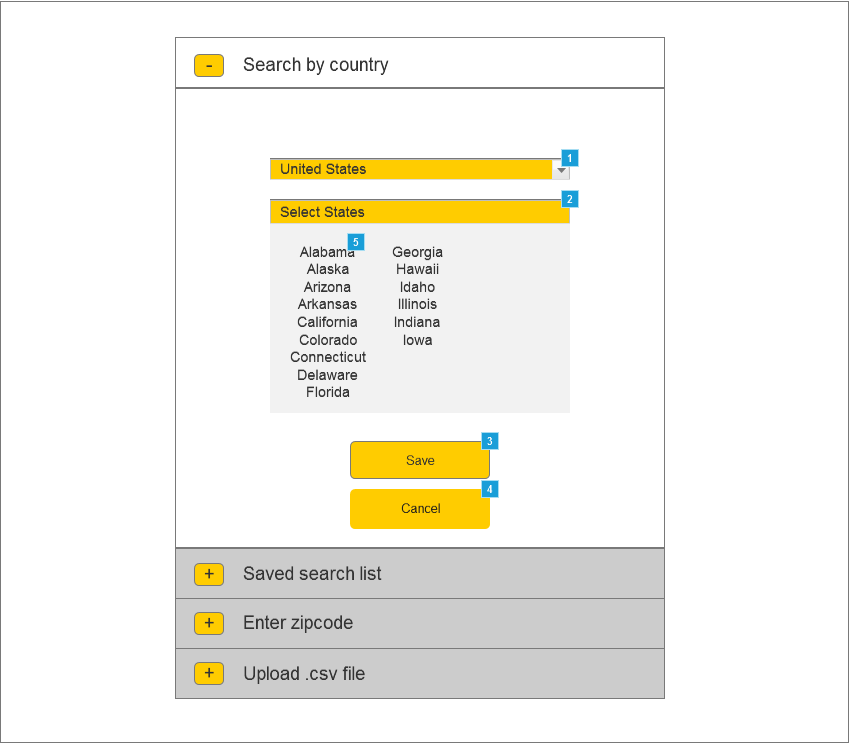 - Search by country
1
United States
2
Select States
5
Alabama Georgia
Alaska Hawaii
Arizona Idaho
Arkansas Illinois
California Indiana
Colorado Iowa
Connecticut
Delaware
Florida
3
Save
4
Cancel
+ Saved search list
+ Enter zipcode
+ Upload .csv file